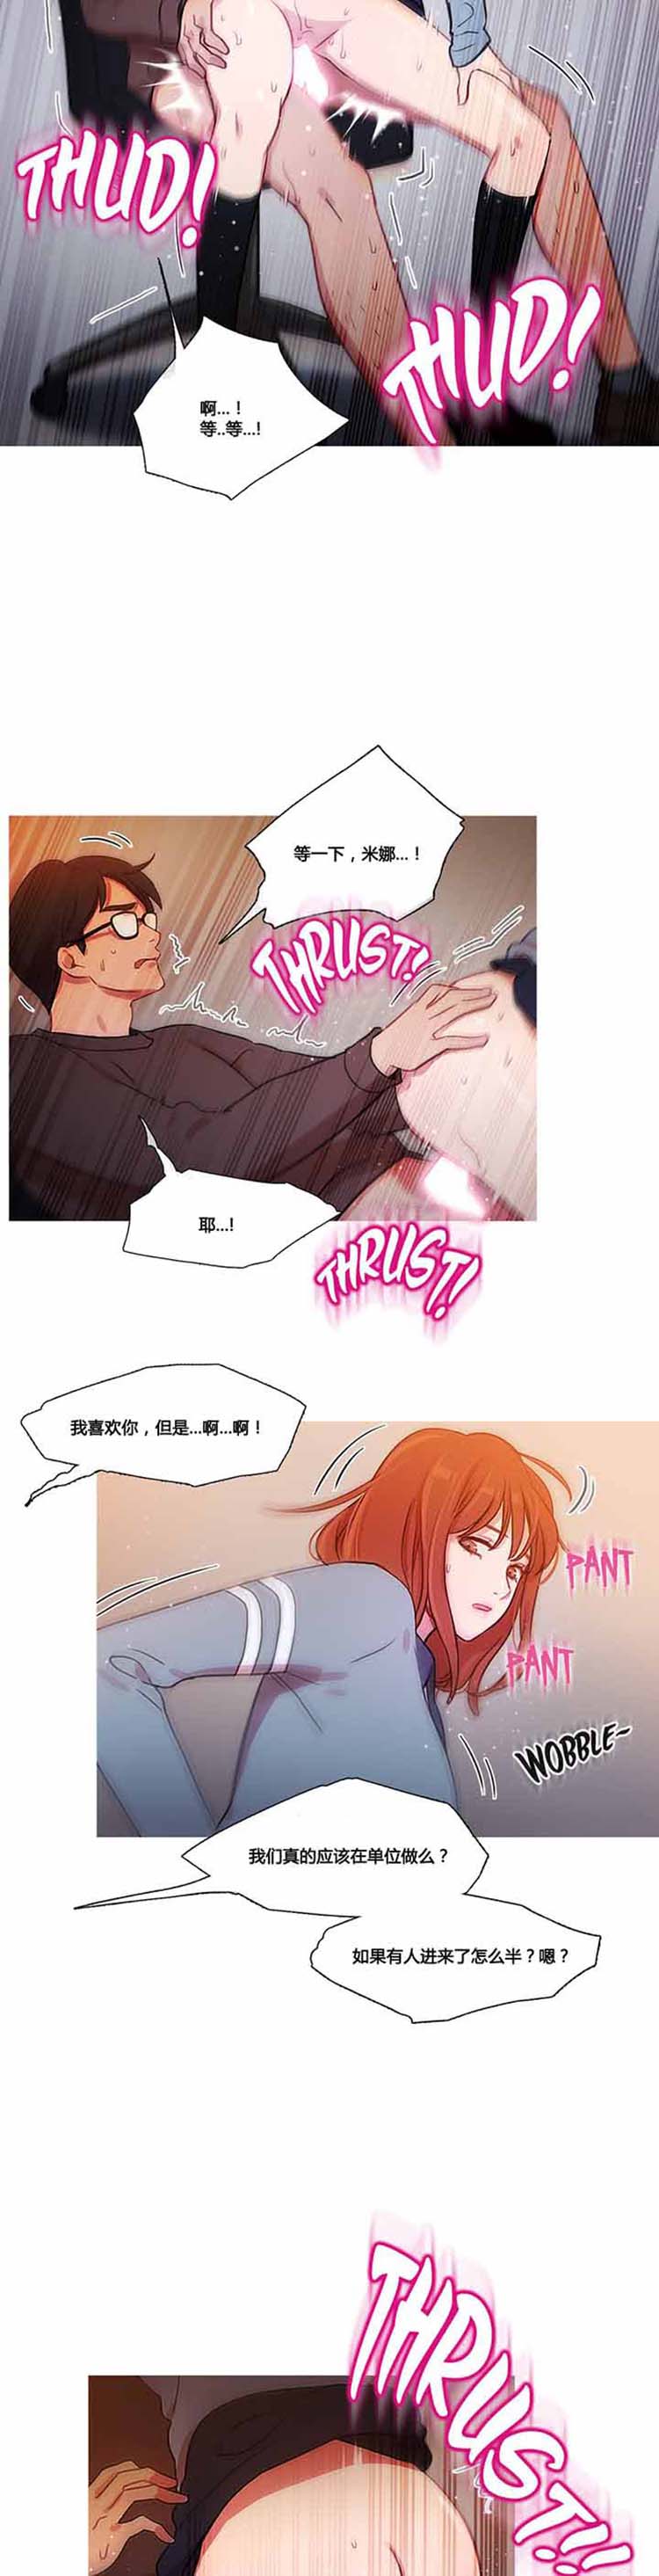 THUD!
THUD!
啊...！
等..等...!
等一下，米娜...！
THRUST!
耶...!
THRUST!
我喜欢你，但是...啊...啊！
PANT
PANT
WOBBLE~
我们真的应该在单位做么？
如果有人进来了怎么半？嗯？
THRUST!!